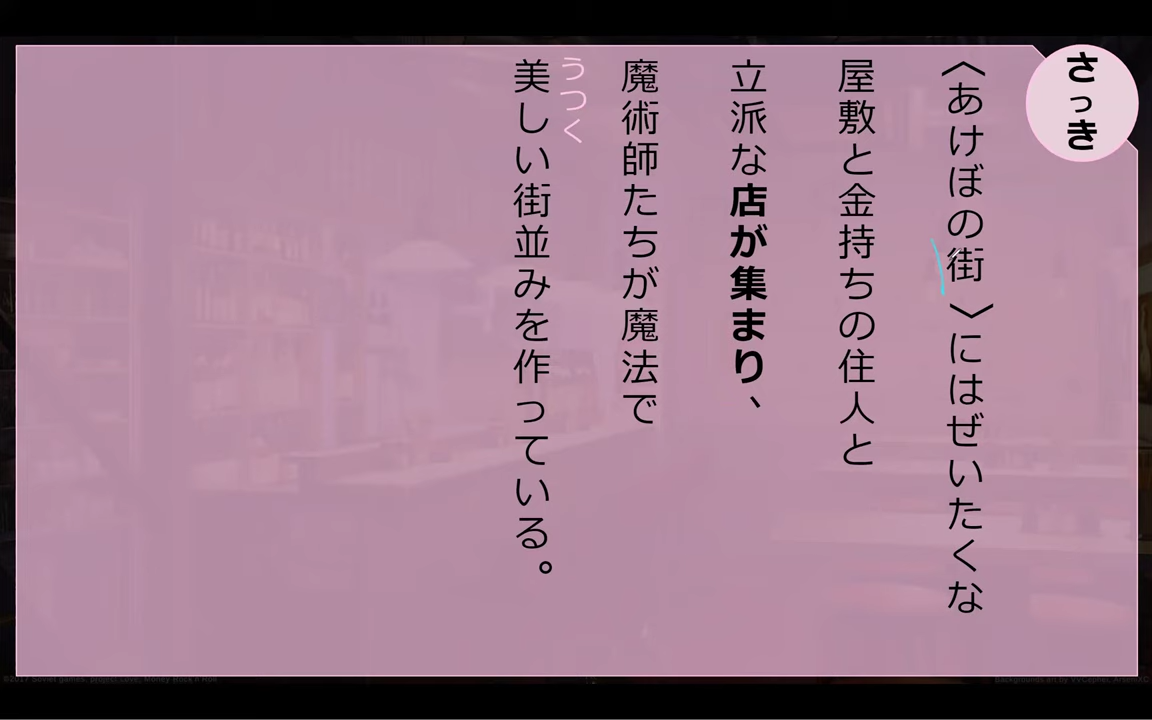 さっき
〈あけぼの街〉にはぜいたくな
屋敷と金持ちの住人と
立派な店が集まり、
魔術師たちが魔法で
うつく
美しい街並みを作っている。